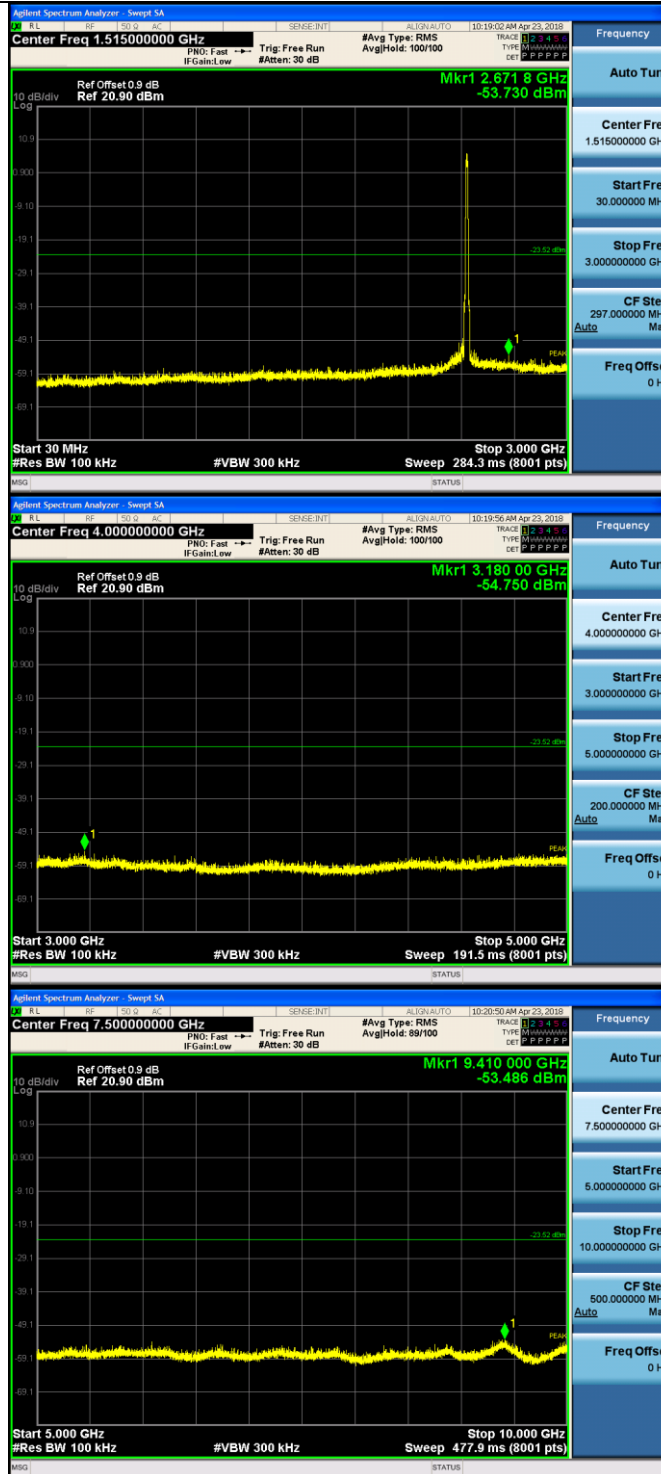 Agilent Spectrum Analyzer - Swept SA
RL RF 50 Ω AC SENSE:INT ALIGN AUTO 10:19:02 AM Apr 23, 2018
Center Freq 1.515000000 GHz
PNO: Fast
IFGain:Low
Trig: Free Run
#Atten: 30 dB
#Avg Type: RMS
Avg|Hold: 100/100
TRACE 1 2 3 4 5 6
TYPE M
DET P P P P P P
Mkr1 2.671 8 GHz
-53.730 dBm
Ref Offset 0.9 dB
Ref 20.90 dBm
10 dB/div
Log
10.9
0.900
-9.10
-19.1
-23.52 dBm
-29.1
-39.1
-49.1
1
PEAK
-59.1
-69.1
Start 30 MHz Stop 3.000 GHz
#Res BW 100 kHz #VBW 300 kHz Sweep 284.3 ms (8001 pts)
MSG STATUS
Frequency
Auto Tun
Center Fre
1.515000000 GH
Start Fre
30.000000 MH
Stop Fre
3.000000000 GH
CF Ste
297.000000 MH
Auto Ma
Freq Offse
0 H
Agilent Spectrum Analyzer - Swept SA
RL RF 50 Ω AC SENSE:INT ALIGN AUTO 10:19:56 AM Apr 23, 2018
Center Freq 4.000000000 GHz
PNO: Fast
IFGain:Low
Trig: Free Run
#Atten: 30 dB
#Avg Type: RMS
Avg|Hold: 100/100
TRACE 1 2 3 4 5 6
TYPE M
DET P P P P P P
Mkr1 3.180 00 GHz
-54.750 dBm
Ref Offset 0.9 dB
Ref 20.90 dBm
10 dB/div
Log
10.9
0.900
-9.10
-19.1
-23.52 dBm
-29.1
-39.1
-49.1
1
PEAK
-59.1
-69.1
Start 3.000 GHz Stop 5.000 GHz
#Res BW 100 kHz #VBW 300 kHz Sweep 191.5 ms (8001 pts)
MSG STATUS
Frequency
Auto Tun
Center Fre
4.000000000 GH
Start Fre
3.000000000 GH
Stop Fre
5.000000000 GH
CF Ste
200.000000 MH
Auto Ma
Freq Offse
0 H
Agilent Spectrum Analyzer - Swept SA
RL RF 50 Ω AC SENSE:INT ALIGN AUTO 10:20:50 AM Apr 23, 2018
Center Freq 7.500000000 GHz
PNO: Fast
IFGain:Low
Trig: Free Run
#Atten: 30 dB
#Avg Type: RMS
Avg|Hold: 89/100
TRACE 1 2 3 4 5 6
TYPE M
DET P P P P P P
Mkr1 9.410 000 GHz
-53.486 dBm
Ref Offset 0.9 dB
Ref 20.90 dBm
10 dB/div
Log
10.9
0.900
-9.10
-19.1
-23.52 dBm
-29.1
-39.1
-49.1
1
PEAK
-59.1
-69.1
Start 5.000 GHz Stop 10.000 GHz
#Res BW 100 kHz #VBW 300 kHz Sweep 477.9 ms (8001 pts)
MSG STATUS
Frequency
Auto Tun
Center Fre
7.500000000 GH
Start Fre
5.000000000 GH
Stop Fre
10.000000000 GH
CF Ste
500.000000 MH
Auto Ma
Freq Offse
0 H